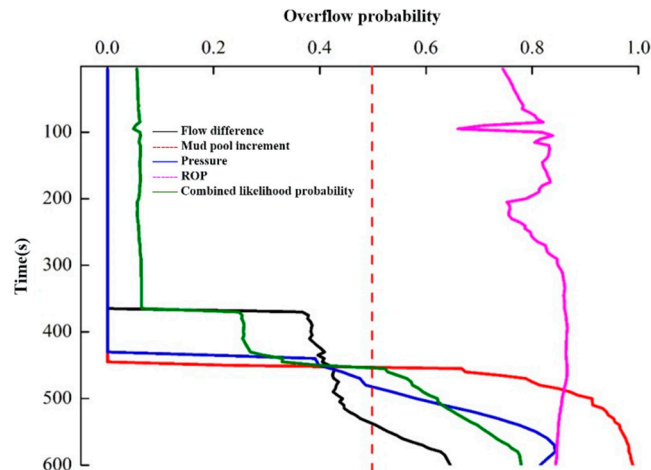 Overflow probability
0.0 0.2 0.4 0.6 0.8 1.0
100
Flow difference
Mud pool increment
Pressure
ROP
Combined likelihood probability
200
Time(s)
300
400
500
600